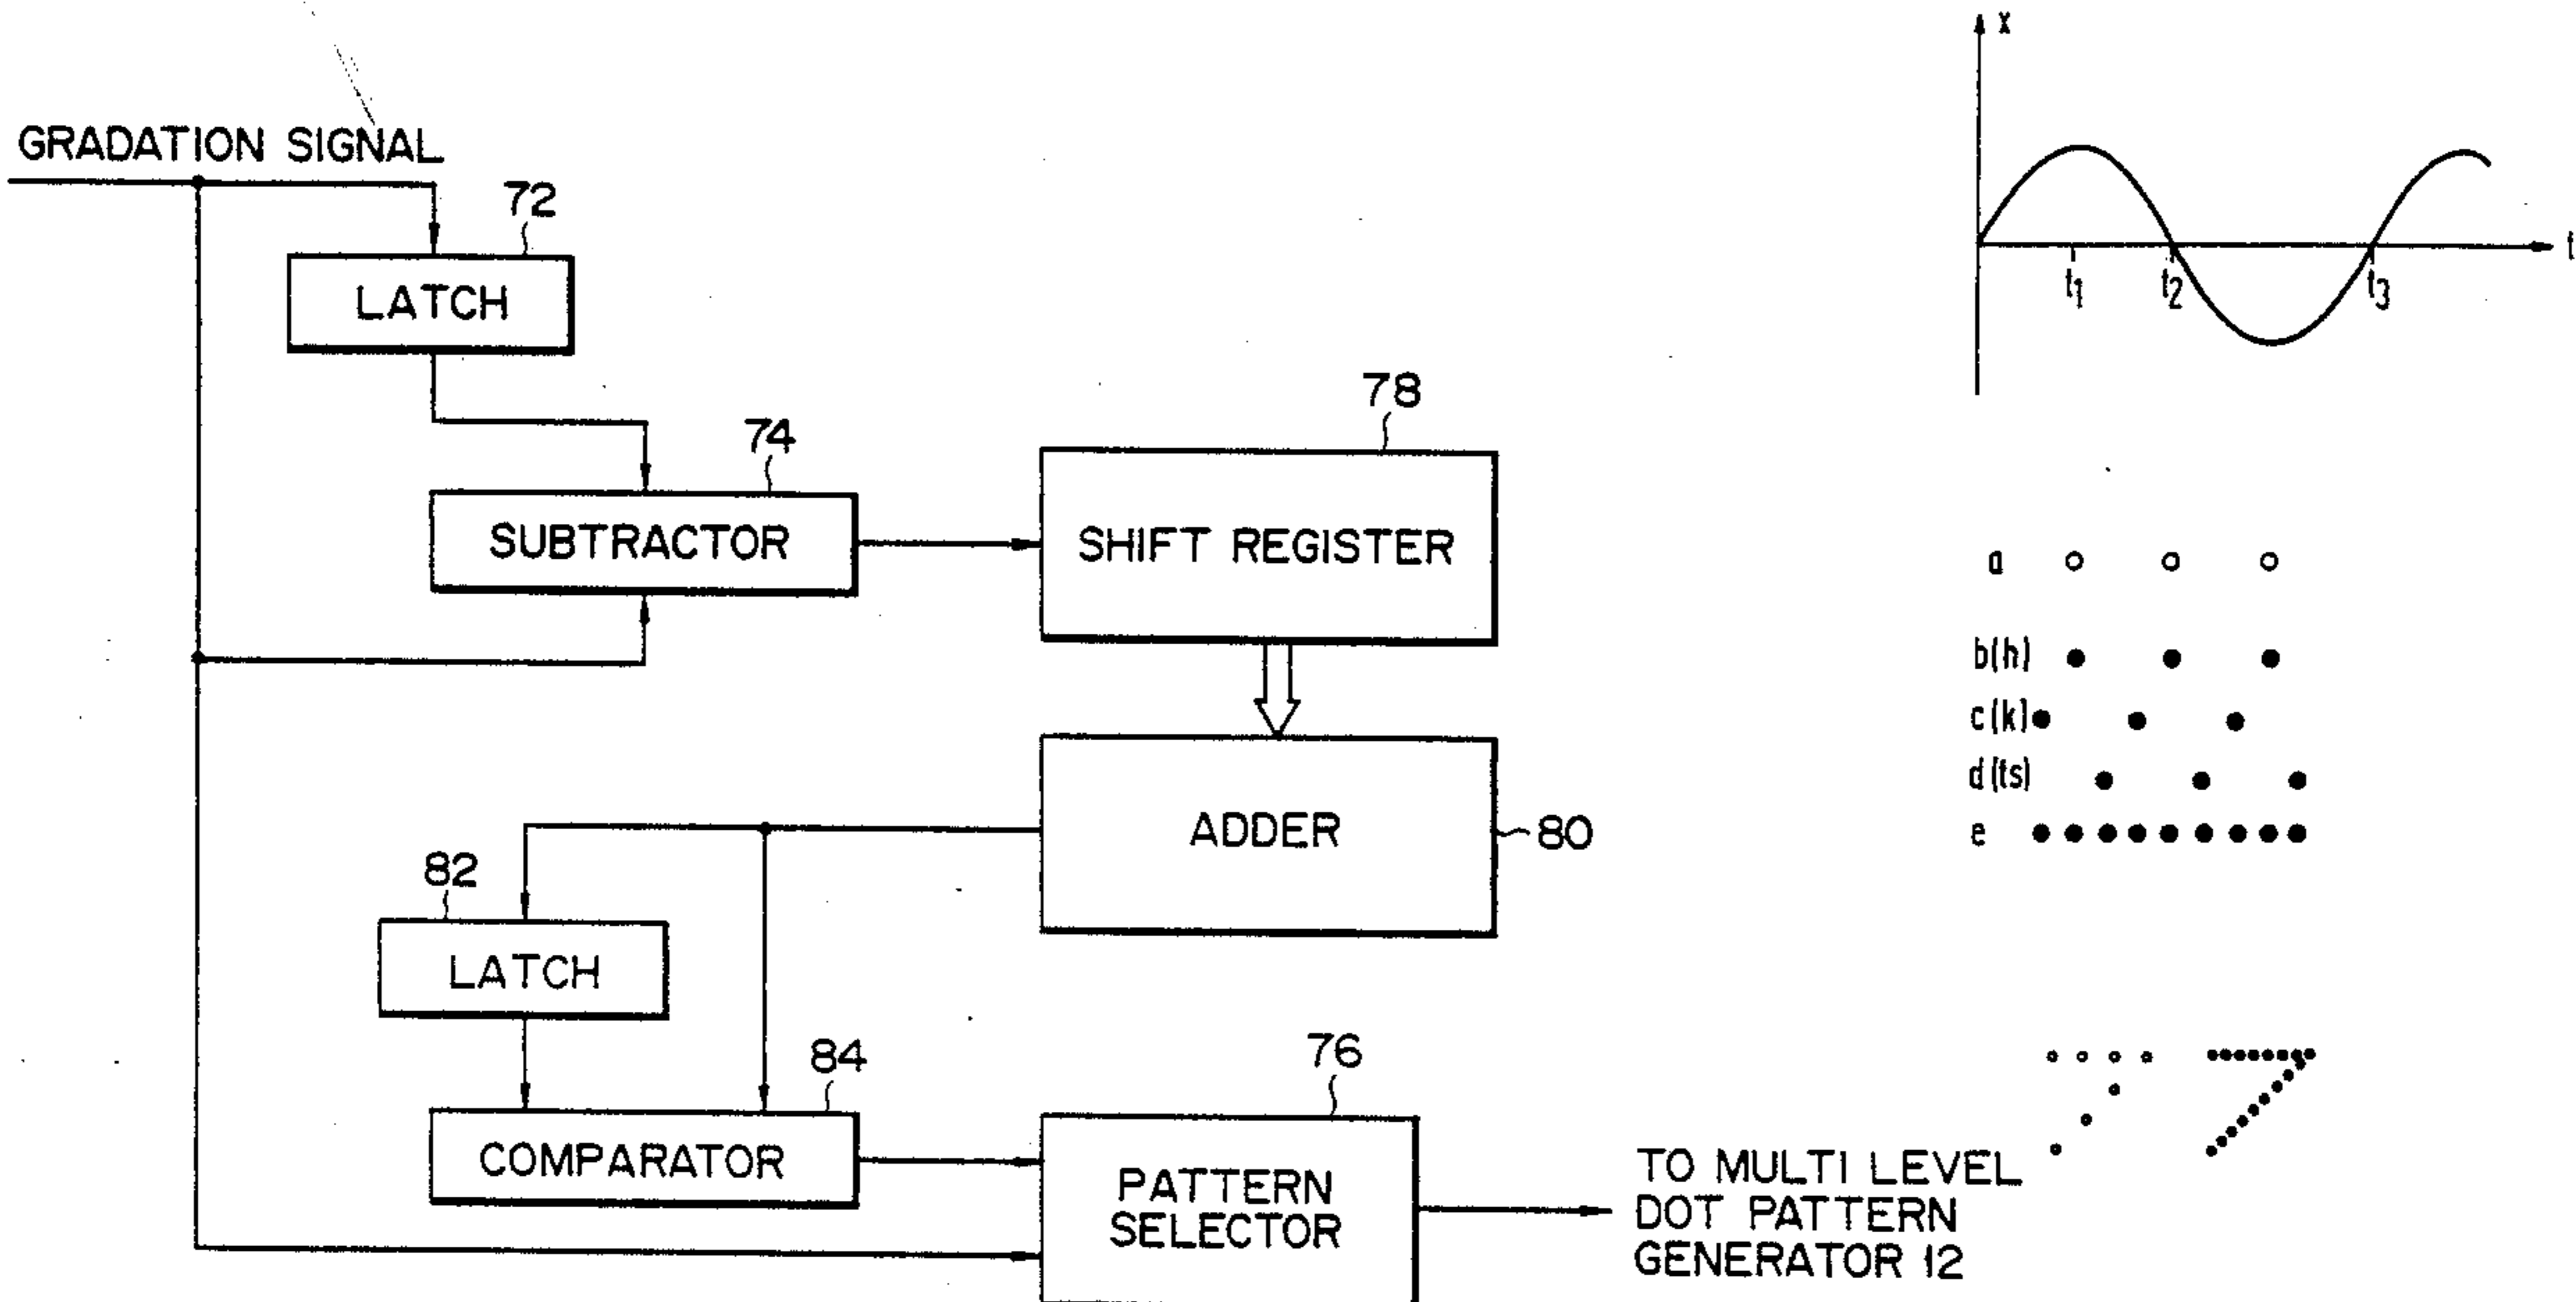 GRADATION SIGNAL
72
LATCH
74
SUBTRACTOR
78
SHIFT REGISTER
ADDER
80
82
LATCH
84
COMPARATOR
76
PATTERN
SELECTOR
TO MULTI LEVEL
DOT PATTERN
GENERATOR 12
x
t
t1 t2 t3
a
b(h)
c(k)
d(ts)
e